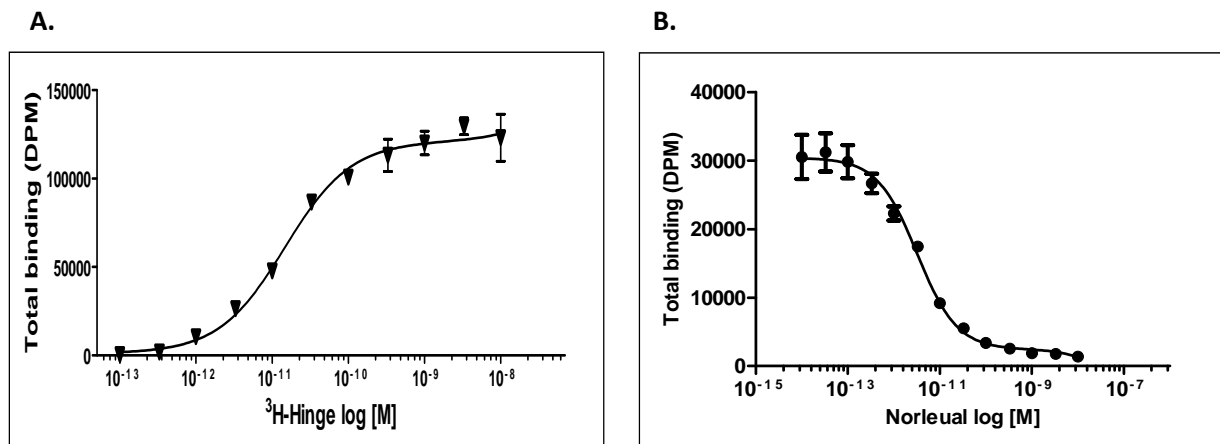 A.
B.
Total binding (DPM)
150000
100000
50000
0
10⁻¹³ 10⁻¹² 10⁻¹¹ 10⁻¹⁰ 10⁻⁹ 10⁻⁸
³H-Hinge log [M]
Total binding (DPM)
40000
30000
20000
10000
0
10⁻¹⁵ 10⁻¹³ 10⁻¹¹ 10⁻⁹ 10⁻⁷
Norleual log [M]